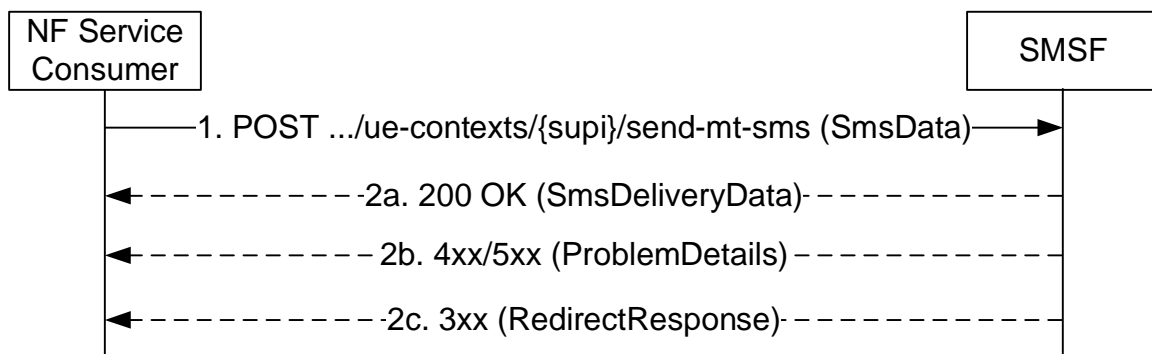 NF Service
Consumer
SMSF
1. POST .../ue-contexts/{supi}/send-mt-sms (SmsData)
2a. 200 OK (SmsDeliveryData)
2b. 4xx/5xx (ProblemDetails)
2c. 3xx (RedirectResponse)